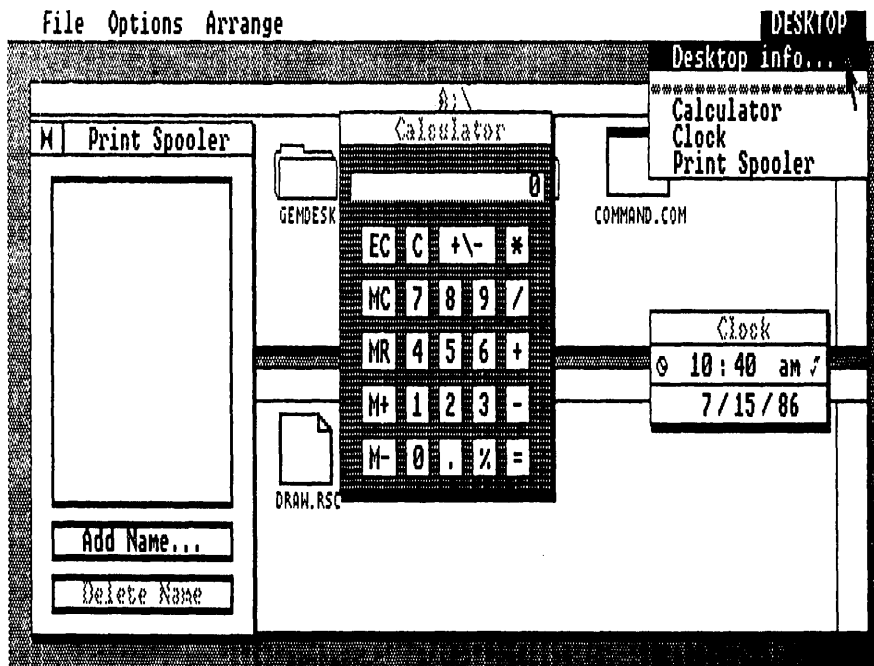 File Options Arrange DESKTOP
Desktop info...
Calculator
Clock
Print Spooler
A:\
Print Spooler
Calculator
GEMDESK
COMMAND.COM
0
EC C +\- *
MC 7 8 9 /
MR 4 5 6 +
M+ 1 2 3 -
M- 0 . % =
Clock
10:40 am
7/15/86
DRAW.RSC
Add Name...
Delete Name